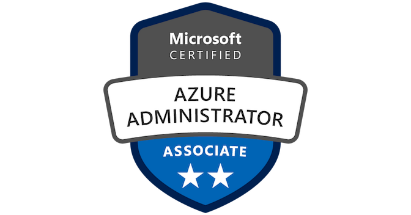 Microsoft
CERTIFIED
AZURE
ADMINISTRATOR
ASSOCIATE